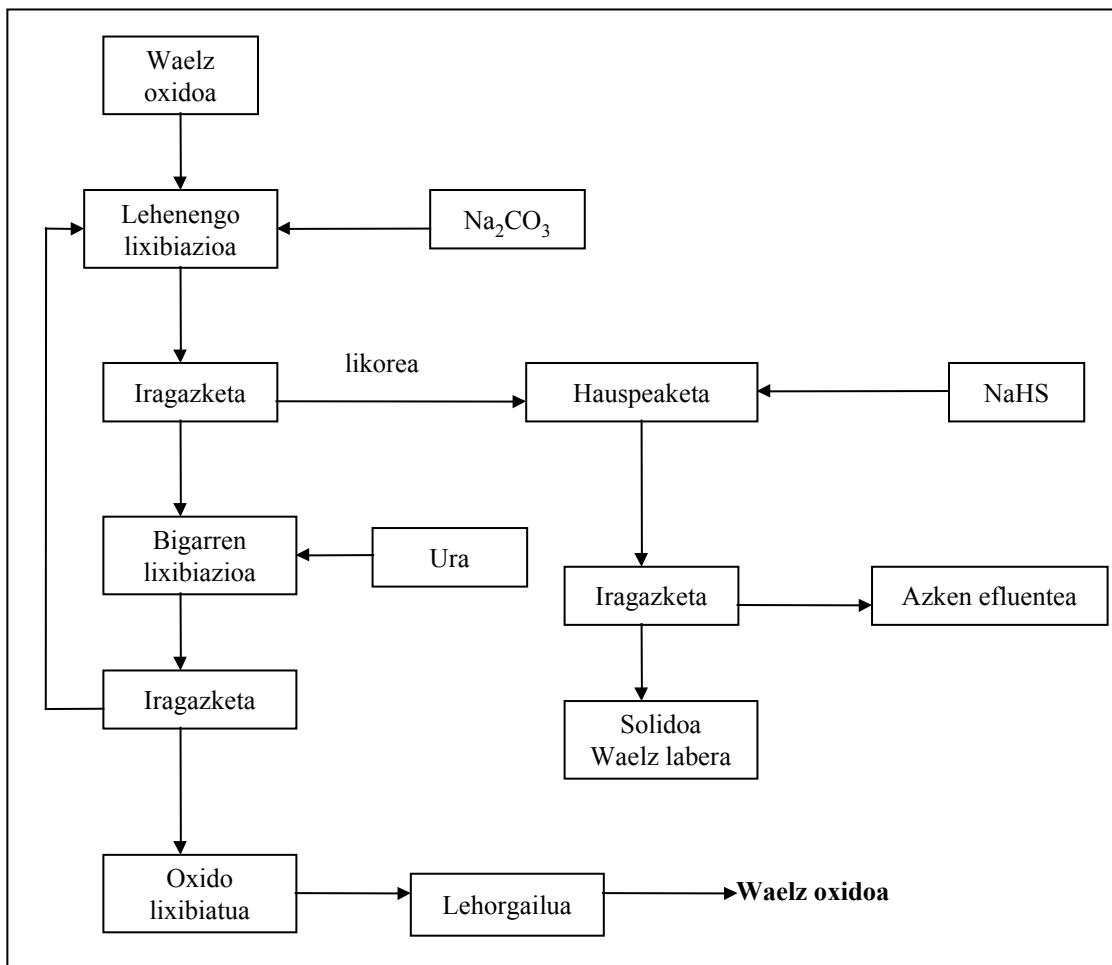 Waelz
oxidoa
Lehenengo
lixibiazioa
Na₂CO₃
likorea
Iragazketa
Hauspeaketa
NaHS
Bigarren
lixibiazioa
Ura
Iragazketa
Azken efluentea
Iragazketa
Solidoa
Waelz labera
Oxido
lixibiatua
Lehorgailua
Waelz oxidoa